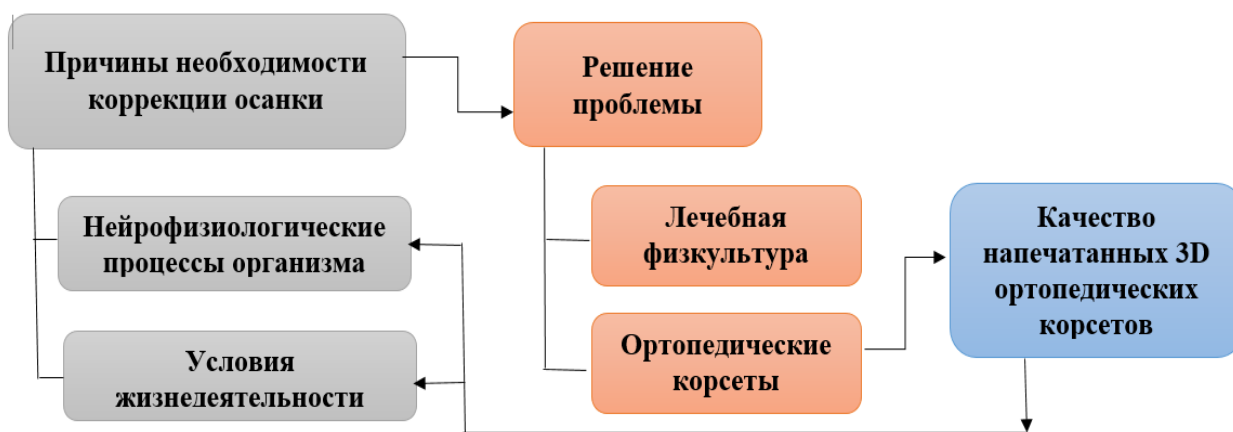 Причины необходимости
коррекции осанки
Решение
проблемы
Нейрофизиологические
процессы организма
Лечебная
физкультура
Качество
напечатанных 3D
ортопедических
корсетов
Условия
жизнедеятельности
Ортопедические
корсеты